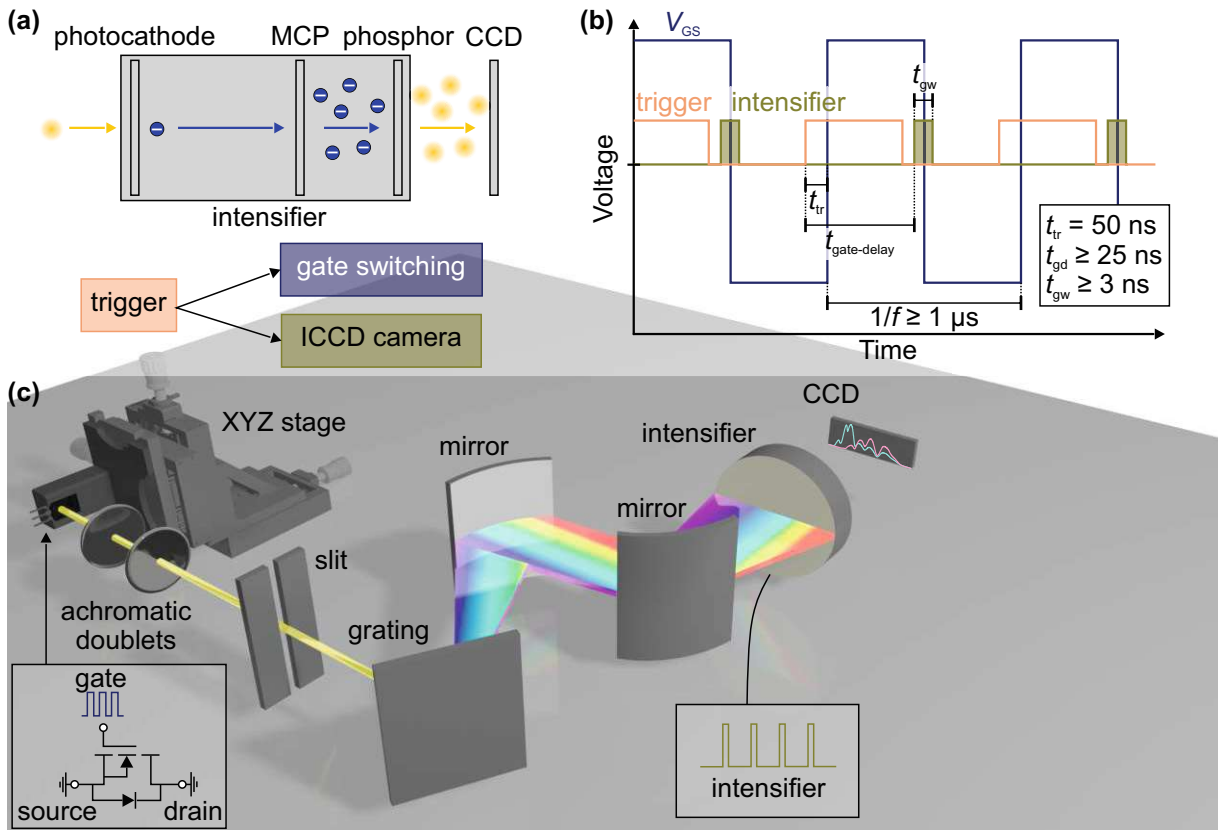 (a)
photocathode MCP phosphor CCD
intensifier
trigger
gate switching
ICCD camera
(b)
V_GS
t_gw
trigger intensifier
t_tr
t_gate-delay
1/f ≥ 1 μs
Voltage
Time
t_tr = 50 ns
t_gd ≥ 25 ns
t_gw ≥ 3 ns
(c)
XYZ stage
mirror
intensifier
CCD
mirror
slit
achromatic
doublets
grating
gate
source drain
intensifier